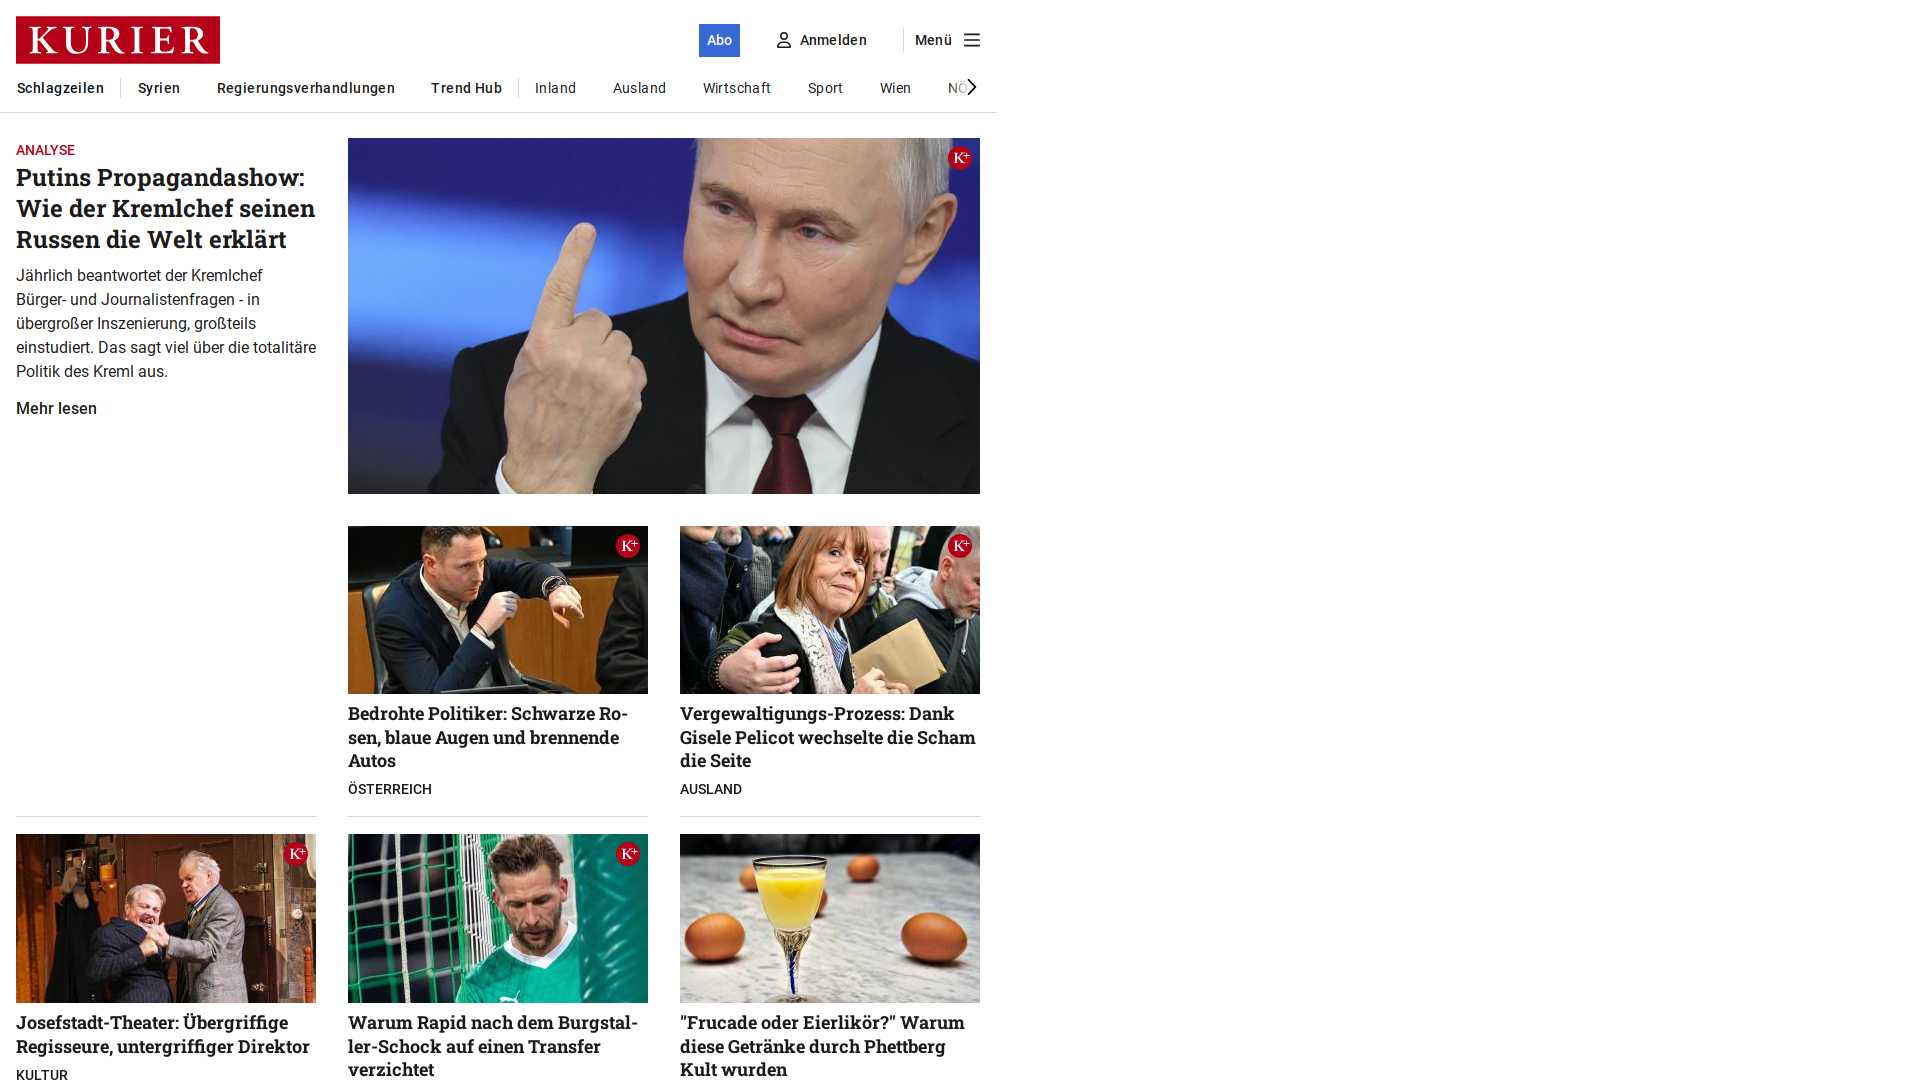 KURIER
Abo
Anmelden
Menü
Schlagzeilen
Syrien
Regierungsverhandlungen
Trend Hub
Inland
Ausland
Wirtschaft
Sport
Wien
NÖ
ANALYSE
Putins Propagandashow:
Wie der Kremlchef seinen
Russen die Welt erklärt
Jährlich beantwortet der Kremlchef
Bürger- und Journalistenfragen - in
übergroßer Inszenierung, großteils
einstudiert. Das sagt viel über die totalitäre
Politik des Kreml aus.
Mehr lesen
K+
K+
Bedrohte Politiker: Schwarze Ro-
sen, blaue Augen und brennende
Autos
ÖSTERREICH
K+
Vergewaltigungs-Prozess: Dank
Gisele Pelicot wechselte die Scham
die Seite
AUSLAND
K+
Josefstadt-Theater: Übergriffige
Regisseure, untergriffiger Direktor
KULTUR
K+
Warum Rapid nach dem Burgstal-
ler-Schock auf einen Transfer
verzichtet
"Frucade oder Eierlikör?" Warum
diese Getränke durch Phettberg
Kult wurden